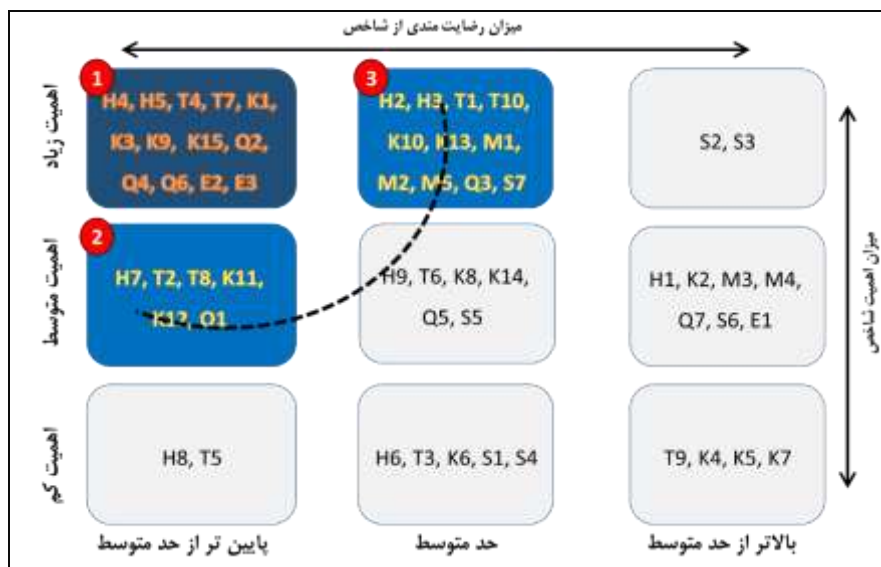 میزان رضایت مندی از شاخص
اهمیت زیاد
1
H4, H5, T4, T7, K1,
K3, K9, K15, Q2,
Q4, Q6, E2, E3
3
H2, H3, T1, T10,
K10, K13, M1,
M2, M5, Q3, S7
S2, S3
میزان اهمیت شاخص
اهمیت متوسط
2
H7, T2, T8, K11,
K12, Q1
H9, T6, K8, K14,
Q5, S5
H1, K2, M3, M4,
Q7, S6, E1
اهمیت کم
H8, T5
H6, T3, K6, S1, S4
T9, K4, K5, K7
پایین تر از حد متوسط
حد متوسط
بالاتر از حد متوسط